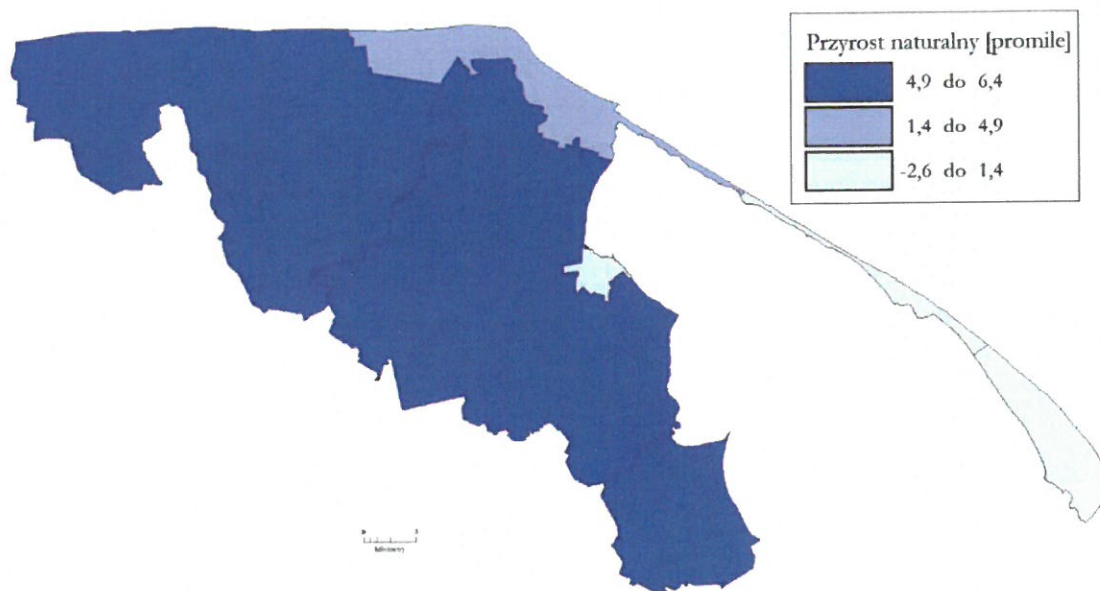 Przyrost naturalny [promile]
4,9 do 6,4
1,4 do 4,9
-2,6 do 1,4